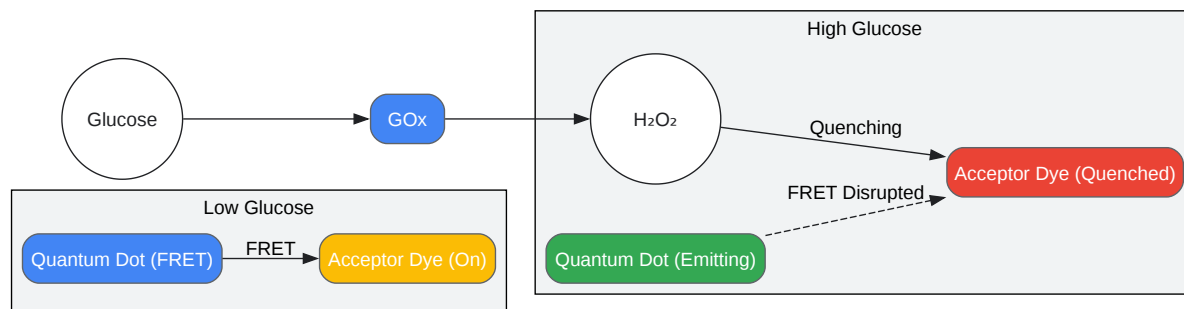 High Glucose
Glucose
GOx
H₂O₂
Quenching
Acceptor Dye (Quenched)
FRET Disrupted
Quantum Dot (Emitting)
Low Glucose
Quantum Dot (FRET)
FRET
Acceptor Dye (On)